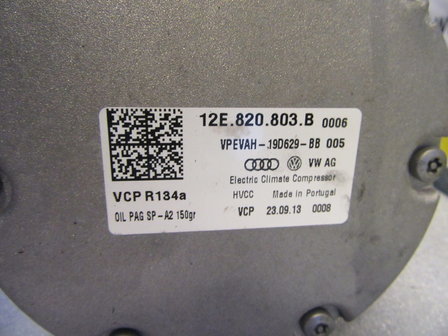 12E.820.803.B 0006
VPEVAH-19D629-BB 005
VW AG
Electric Climate Compressor
VCP R134a HVCC Made in Portugal
OIL PAG SP-A2 150gr VCP 23.09.13 0008